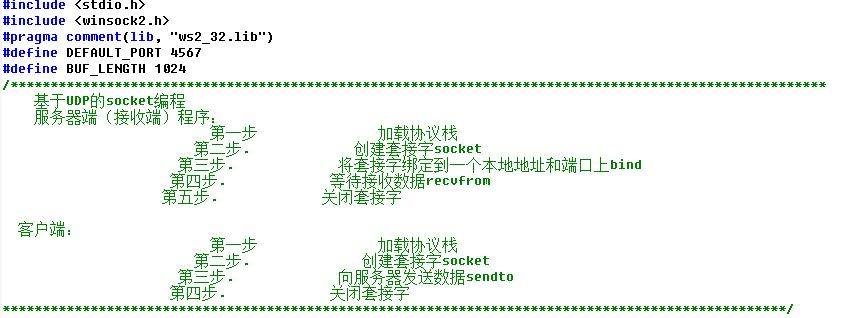 #include <stdio.h>
#include <winsock2.h>
#pragma comment(lib, "ws2_32.lib")
#define DEFAULT_PORT 4567
#define BUF_LENGTH 1024
/******************************************************************************************************
基于UDP的socket编程
服务器端（接收端）程序：
第一步 加载协议栈
第二步. 创建套接字socket
第三步. 将套接字绑定到一个本地地址和端口上bind
第四步. 等待接收数据recvfrom
第五步. 关闭套接字
客户端：
第一步 加载协议栈
第二步. 创建套接字socket
第三步. 向服务器发送数据sendto
第四步. 关闭套接字
**************************************************************************************************/